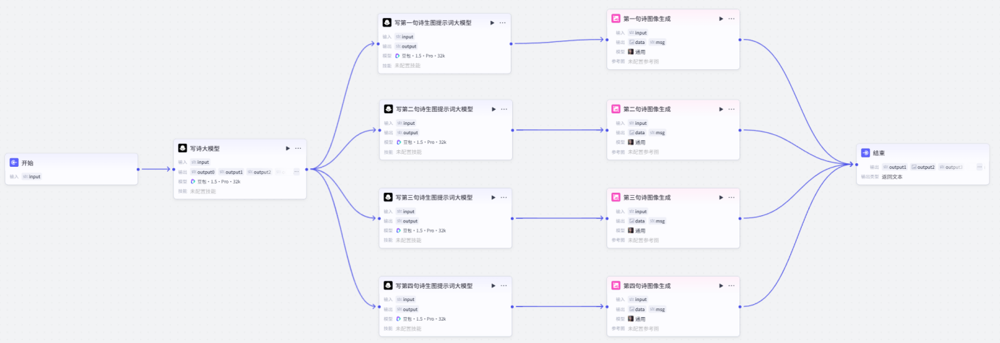 开始
输入 str. input
写诗大模型
输入 str. input
输出 str. output0 str. output1 str. output2
模型 豆包·1.5·Pro·32k
技能 未配置技能
写第一句诗生图提示词大模型
输入 str. input
输出 str. output
模型 豆包·1.5·Pro·32k
技能 未配置技能
第一句诗图像生成
输入 str. input
输出 data str. msg
模型 通用
参考图 未配置参考图
写第二句诗生图提示词大模型
输入 str. input
输出 str. output
模型 豆包·1.5·Pro·32k
技能 未配置技能
第二句诗图像生成
输入 str. input
输出 data str. msg
模型 通用
参考图 未配置参考图
写第三句诗生图提示词大模型
输入 str. input
输出 str. output
模型 豆包·1.5·Pro·32k
技能 未配置技能
第三句诗图像生成
输入 str. input
输出 data str. msg
模型 通用
参考图 未配置参考图
写第四句诗生图提示词大模型
输入 str. input
输出 str. output
模型 豆包·1.5·Pro·32k
技能 未配置技能
第四句诗图像生成
输入 str. input
输出 data str. msg
模型 通用
参考图 未配置参考图
结束
输出 str. output1 output2 str. output3
输出类型 返回文本